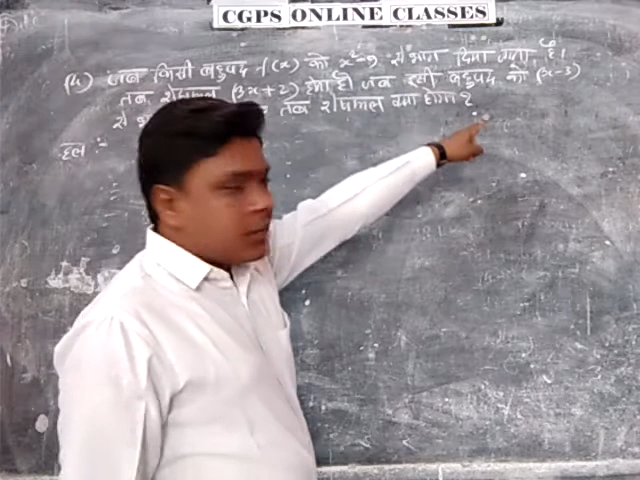 CGPS ONLINE CLASSES
(4) जब किसी बहुपद f(x) को x²-9 से भाग दिया गया, है।
तब शेषफल (3x+2) होता है जब इसी बहुपद को (x-3)
से तब शेषफल क्या होगा ?
हल :-